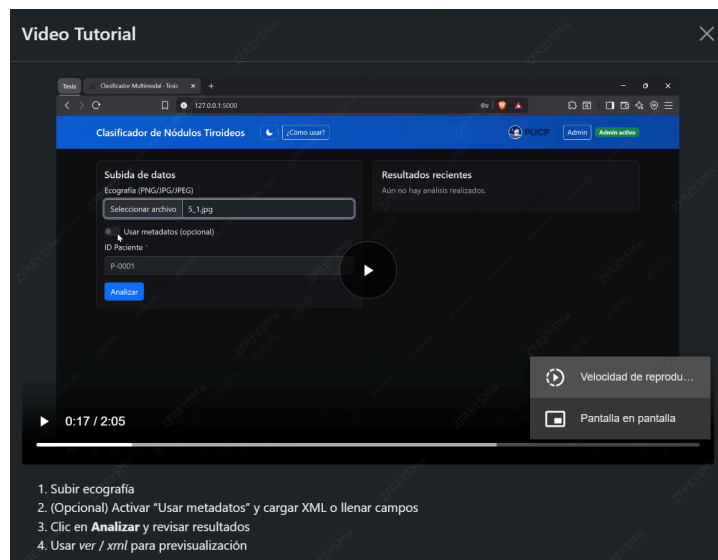 Video Tutorial
Tesis Clasificador Multimodal · Tesis
127.0.0.1:5000
Clasificador de Nódulos Tiroideos ¿Cómo usar? PUCP Admin Admin activo
Subida de datos
Ecografía (PNG/JPG/JPEG)
Seleccionar archivo 5_1.jpg
Usar metadatos (opcional)
ID Paciente *
P-0001
Analizar
Resultados recientes
Aún no hay análisis realizados.
Velocidad de reprodu...
Pantalla en pantalla
0:17 / 2:05
1. Subir ecografía
2. (Opcional) Activar “Usar metadatos” y cargar XML o llenar campos
3. Clic en Analizar y revisar resultados
4. Usar ver / xml para previsualización